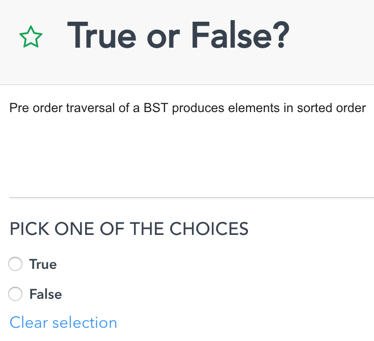 True or False?
Pre order traversal of a BST produces elements in sorted order
PICK ONE OF THE CHOICES
True
False
Clear selection